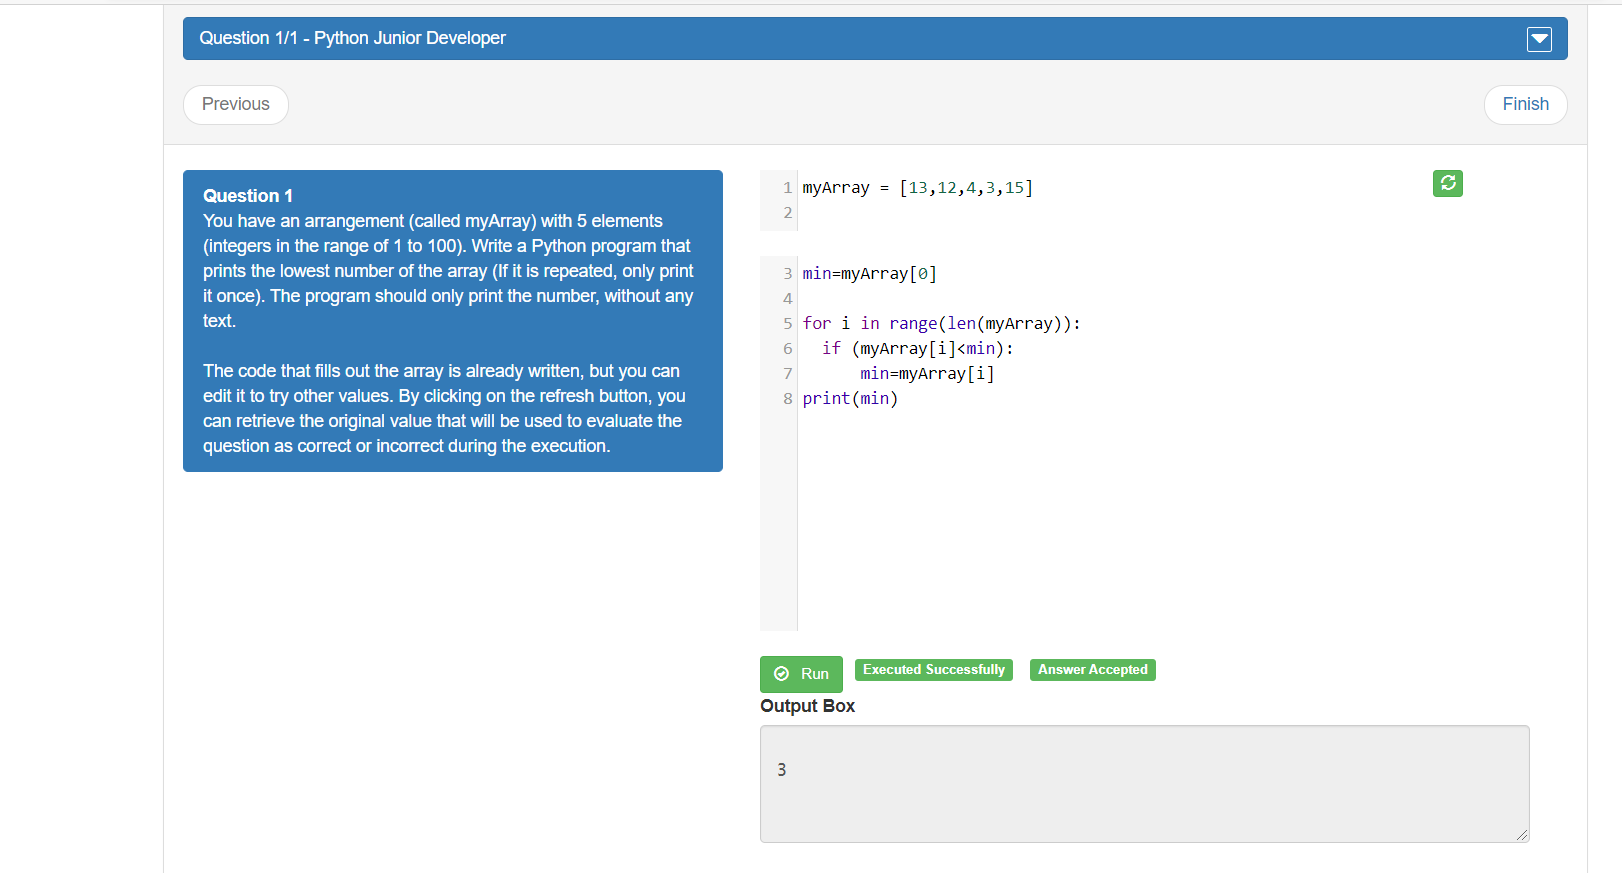 Question 1/1 - Python Junior Developer
Previous
Finish
Question 1
You have an arrangement (called myArray) with 5 elements
(integers in the range of 1 to 100). Write a Python program that
prints the lowest number of the array (If it is repeated, only print
it once). The program should only print the number, without any
text.
The code that fills out the array is already written, but you can
edit it to try other values. By clicking on the refresh button, you
can retrieve the original value that will be used to evaluate the
question as correct or incorrect during the execution.
1 myArray = [13,12,4,3,15]
2
3 min=myArray[0]
4
5 for i in range(len(myArray)):
6   if (myArray[i]<min):
7       min=myArray[i]
8 print(min)
Run
Executed Successfully
Answer Accepted
Output Box
3